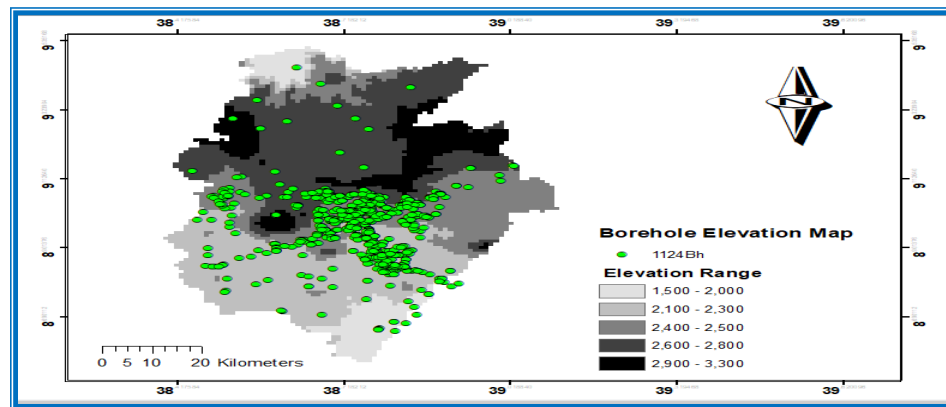 38 38 39 39 39
9 9
9 9
9 9
8 8
8 8
N
Borehole Elevation Map
1124Bh
Elevation Range
1,500 - 2,000
2,100 - 2,300
2,400 - 2,500
2,600 - 2,800
2,900 - 3,300
0 5 10 20 Kilometers
38 38 39 39 39